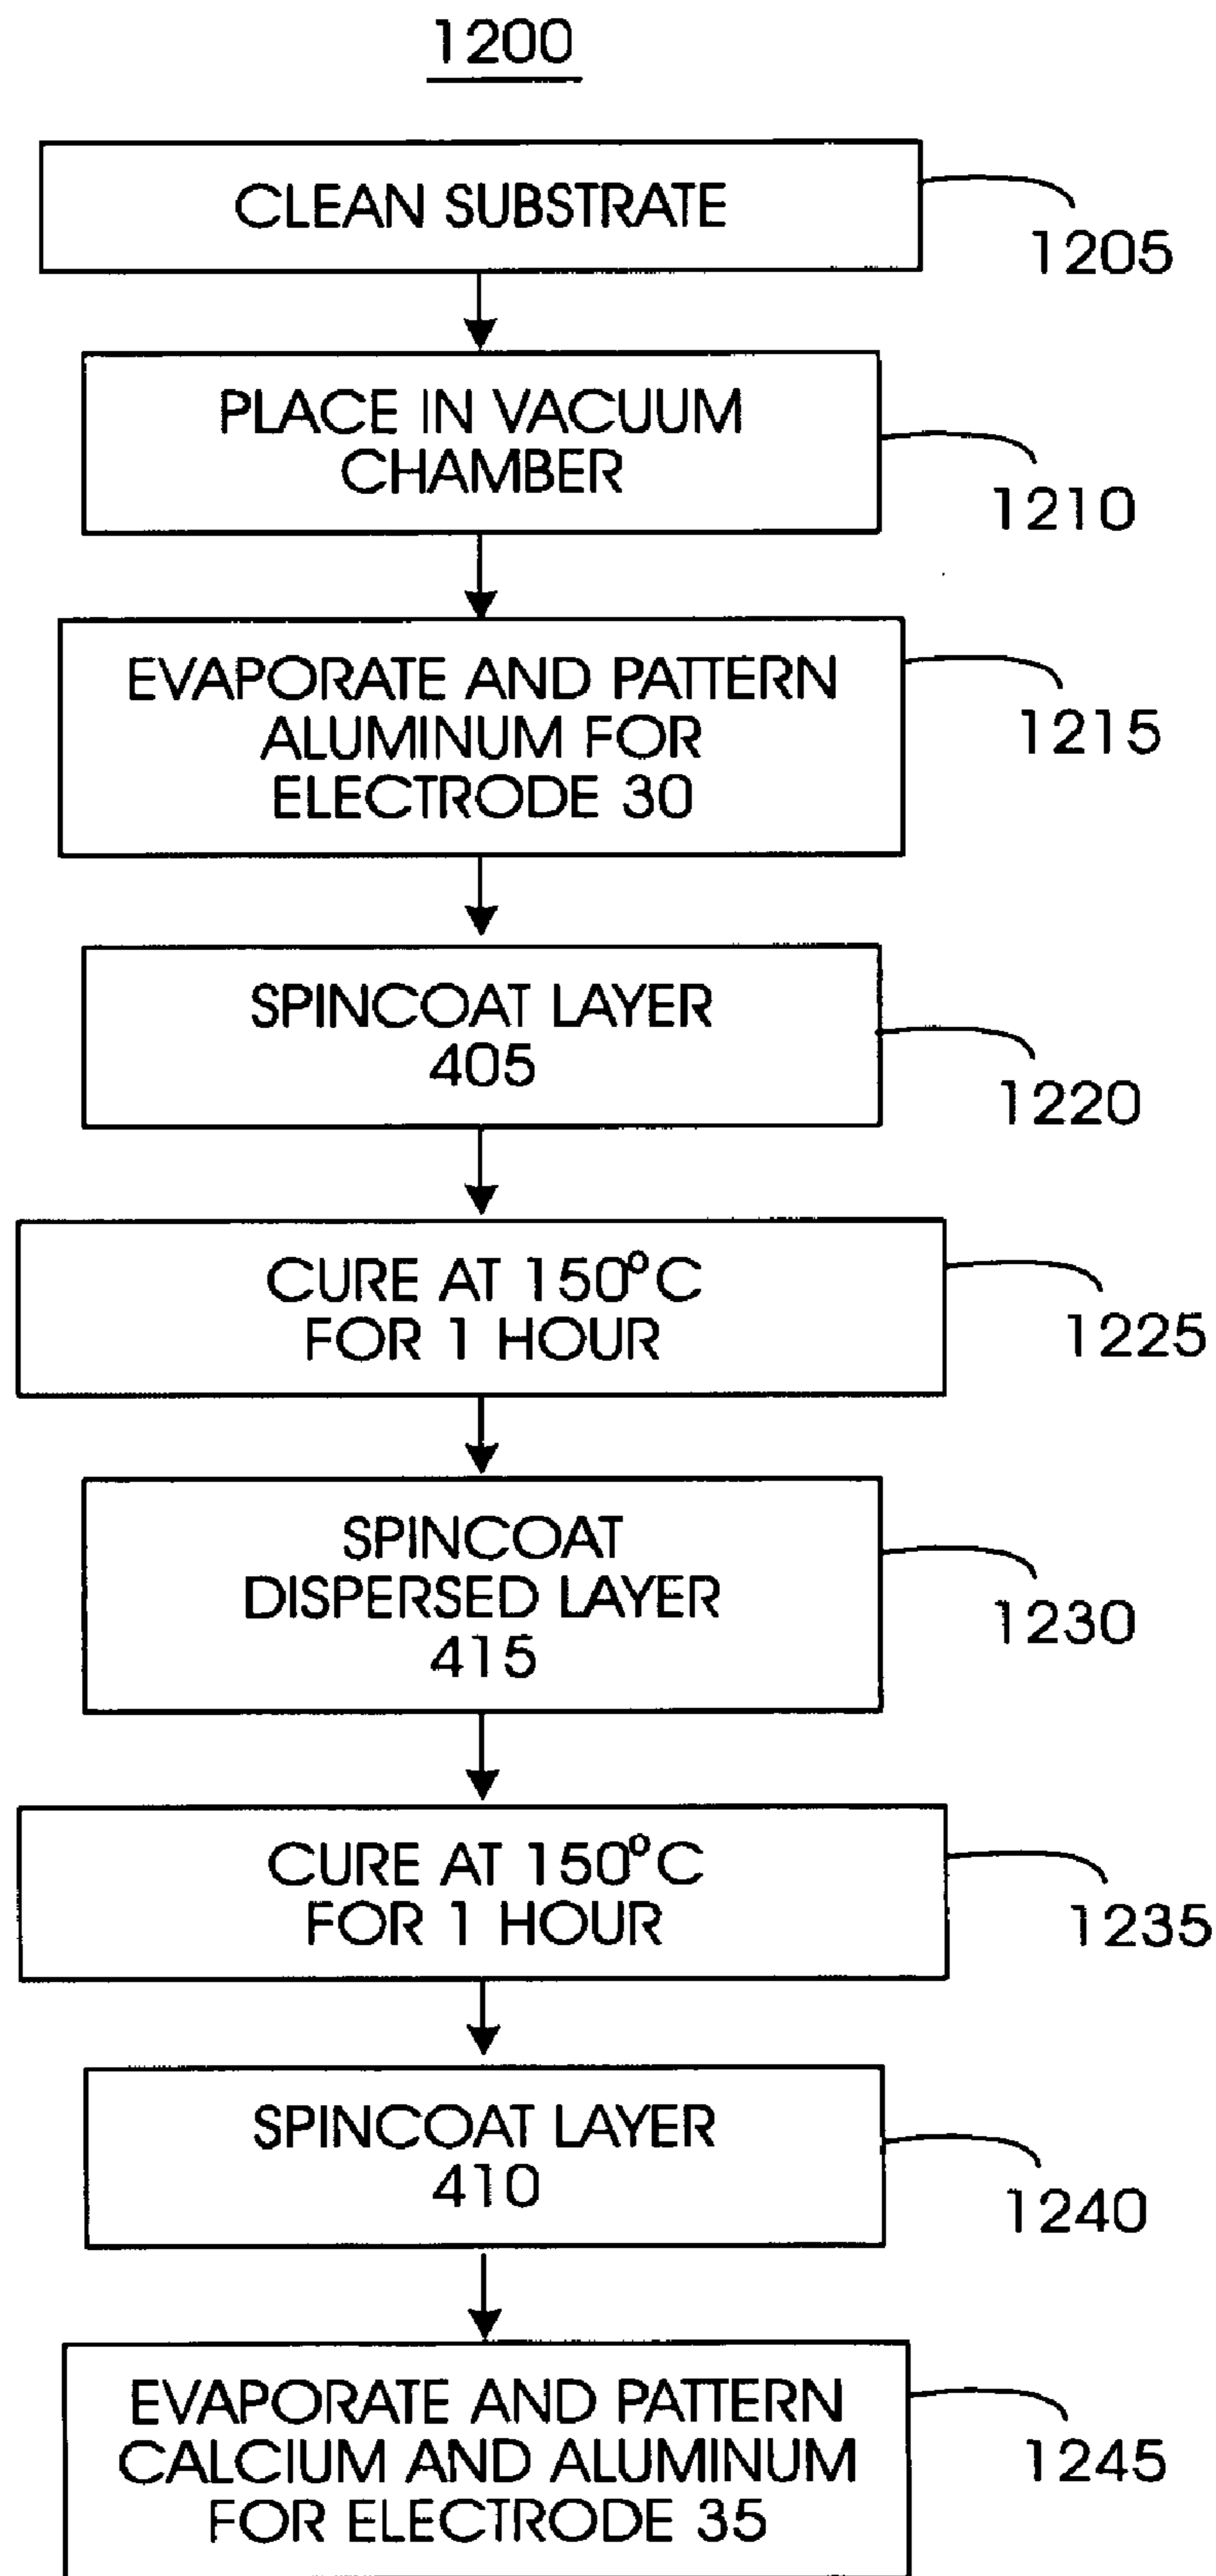 1200
CLEAN SUBSTRATE
1205
PLACE IN VACUUM
CHAMBER
1210
EVAPORATE AND PATTERN
ALUMINUM FOR
ELECTRODE 30
1215
SPINCOAT LAYER
405
1220
CURE AT 150°C
FOR 1 HOUR
1225
SPINCOAT
DISPERSED LAYER
415
1230
CURE AT 150°C
FOR 1 HOUR
1235
SPINCOAT LAYER
410
1240
EVAPORATE AND PATTERN
CALCIUM AND ALUMINUM
FOR ELECTRODE 35
1245